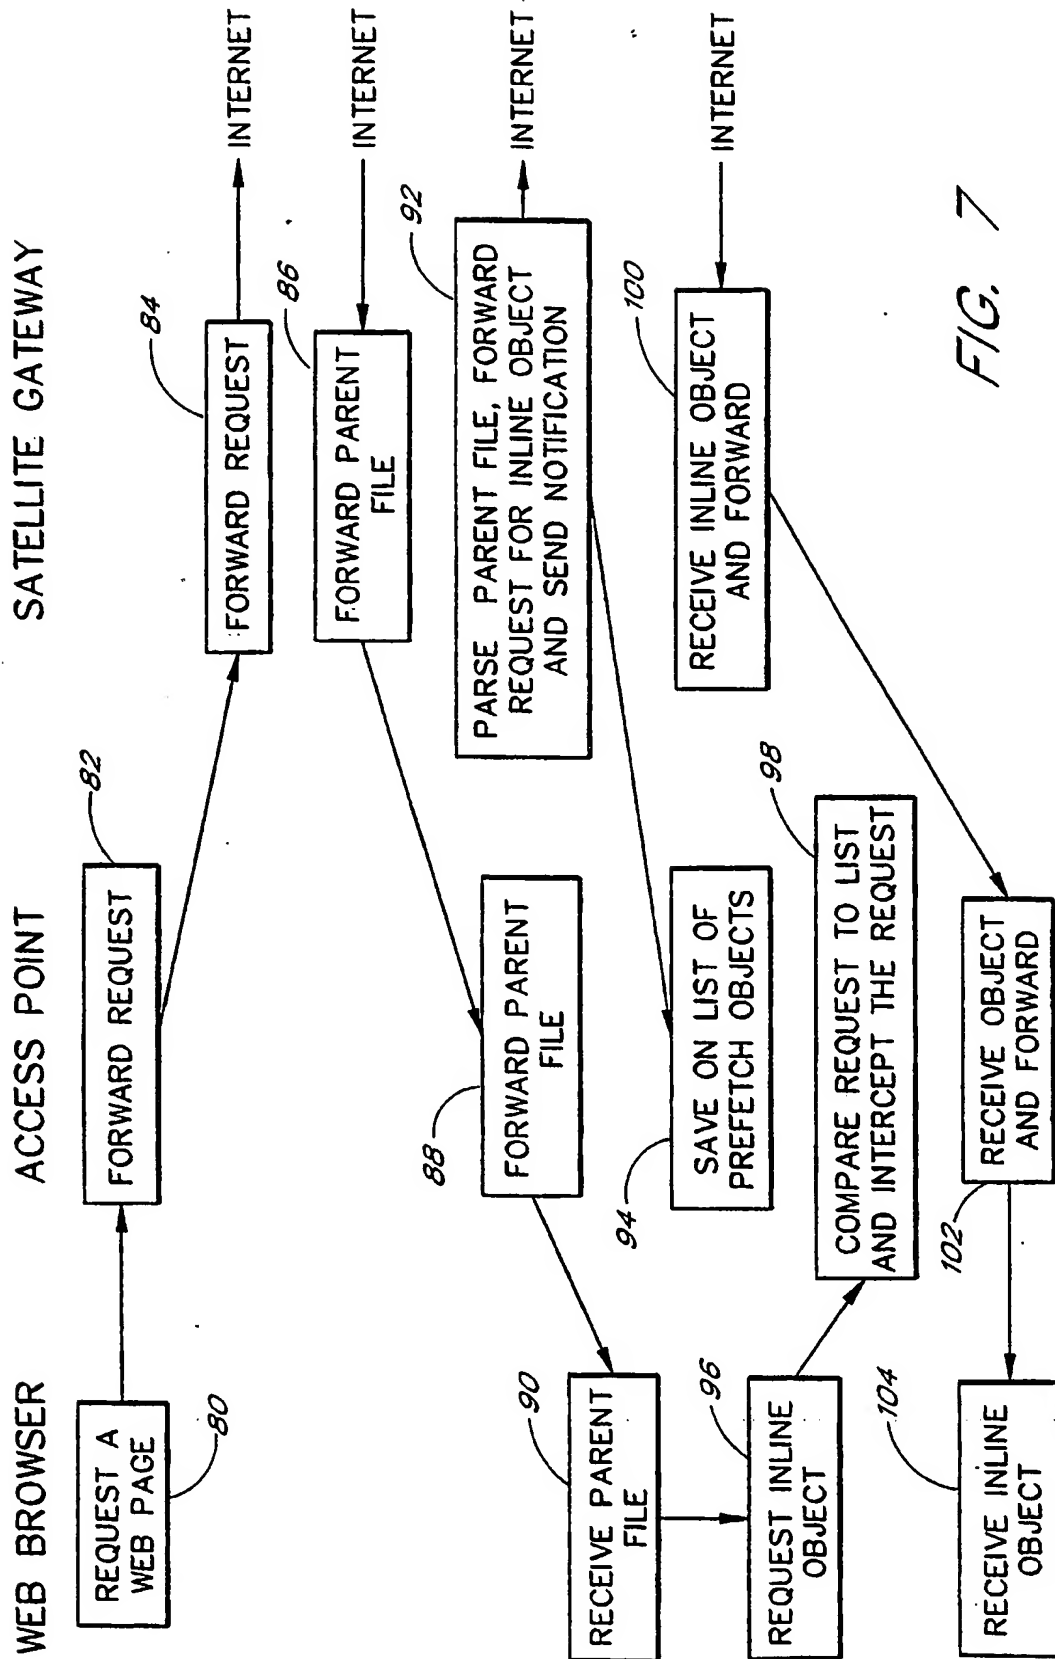 WEB BROWSER
ACCESS POINT
SATELLITE GATEWAY
REQUEST A
WEB PAGE
80
FORWARD REQUEST
82
FORWARD REQUEST
84
INTERNET
FORWARD PARENT
FILE
86
INTERNET
FORWARD PARENT
FILE
88
RECEIVE PARENT
FILE
90
PARSE PARENT FILE, FORWARD
REQUEST FOR INLINE OBJECT
AND SEND NOTIFICATION
92
INTERNET
SAVE ON LIST OF
PREFETCH OBJECTS
94
REQUEST INLINE
OBJECT
96
COMPARE REQUEST TO LIST
AND INTERCEPT THE REQUEST
98
RECEIVE INLINE OBJECT
AND FORWARD
100
INTERNET
RECEIVE OBJECT
AND FORWARD
102
RECEIVE INLINE
OBJECT
104
FIG. 7